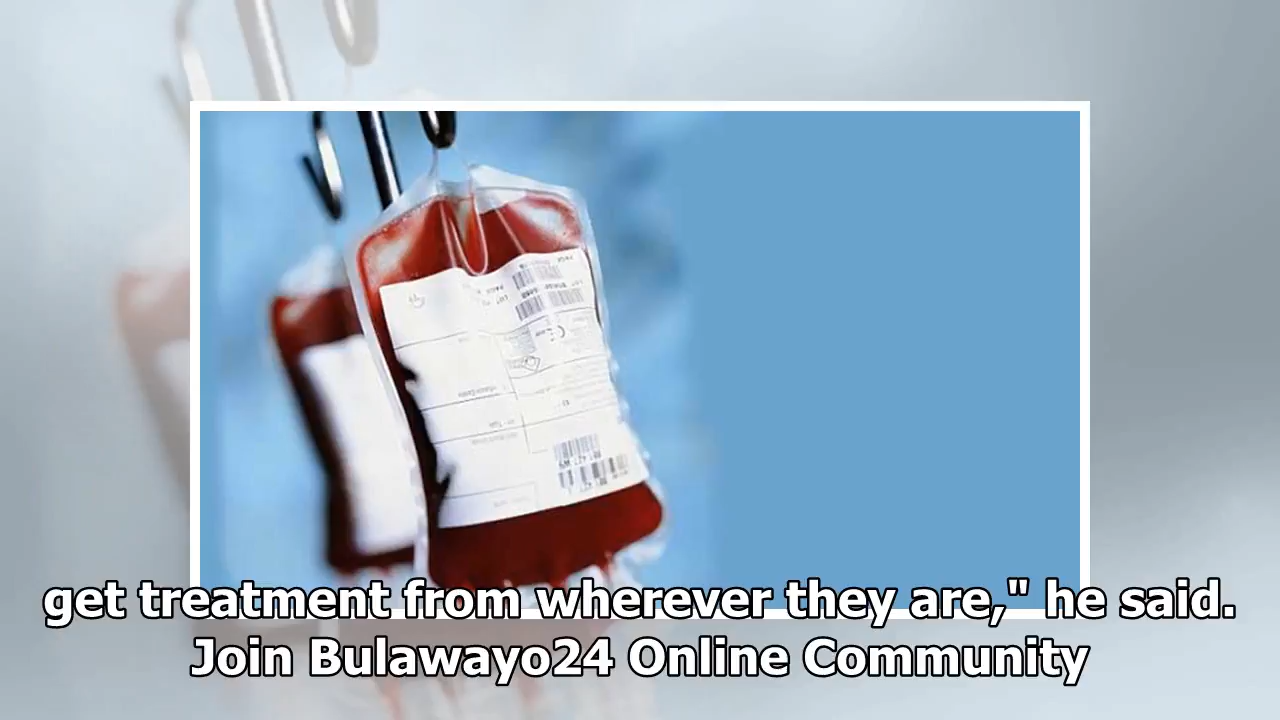 get treatment from wherever they are," he said.
Join Bulawayo24 Online Community